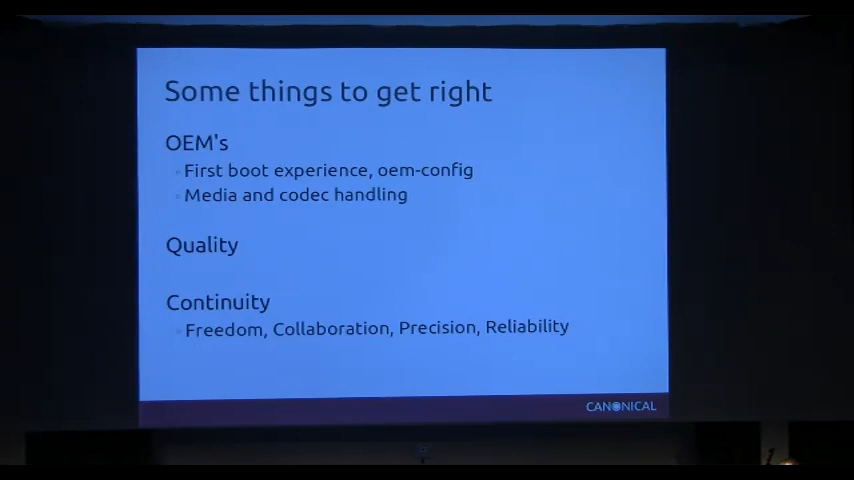 Some things to get right
OEM's
First boot experience, oem-config
Media and codec handling
Quality
Continuity
Freedom, Collaboration, Precision, Reliability
CANONICAL